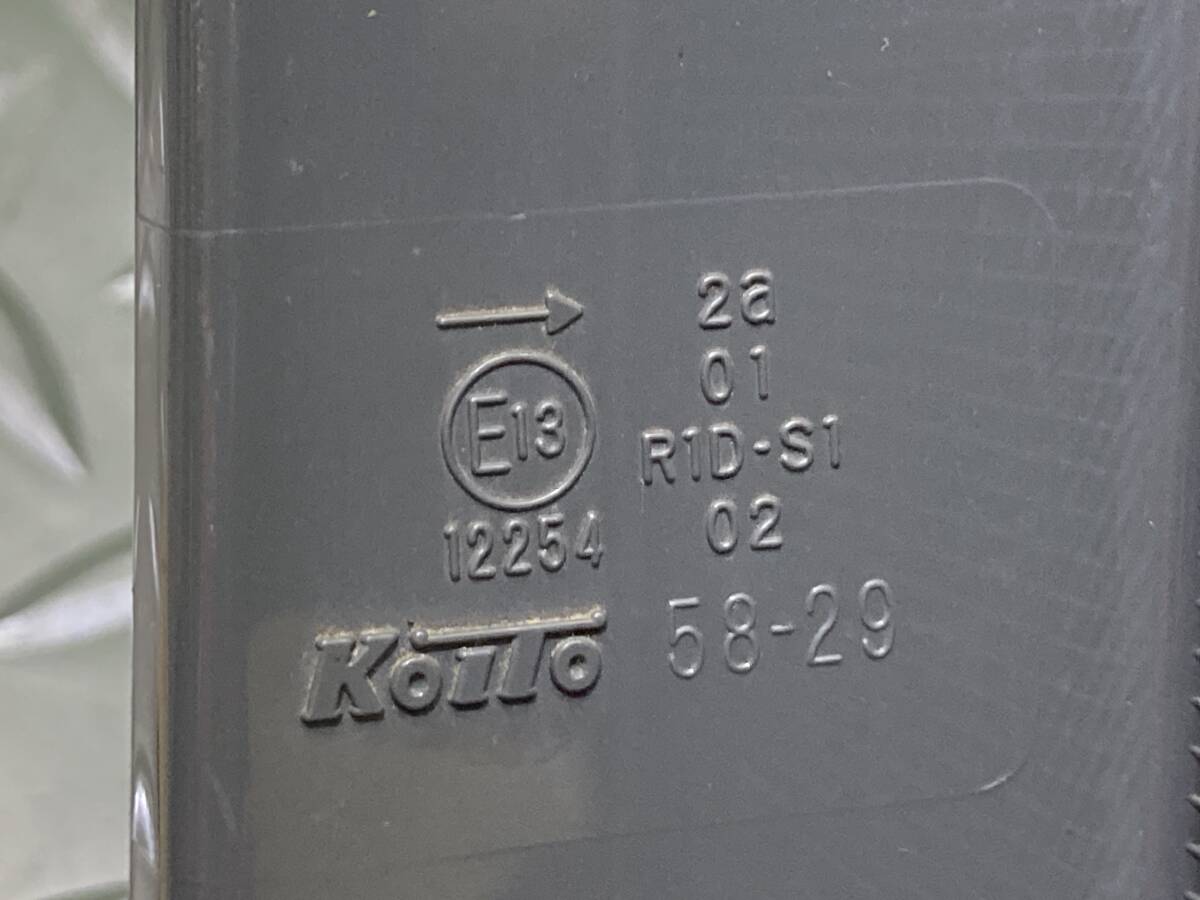 2a
01
E13
R1D-S1
12254
02
KOITO
58-29